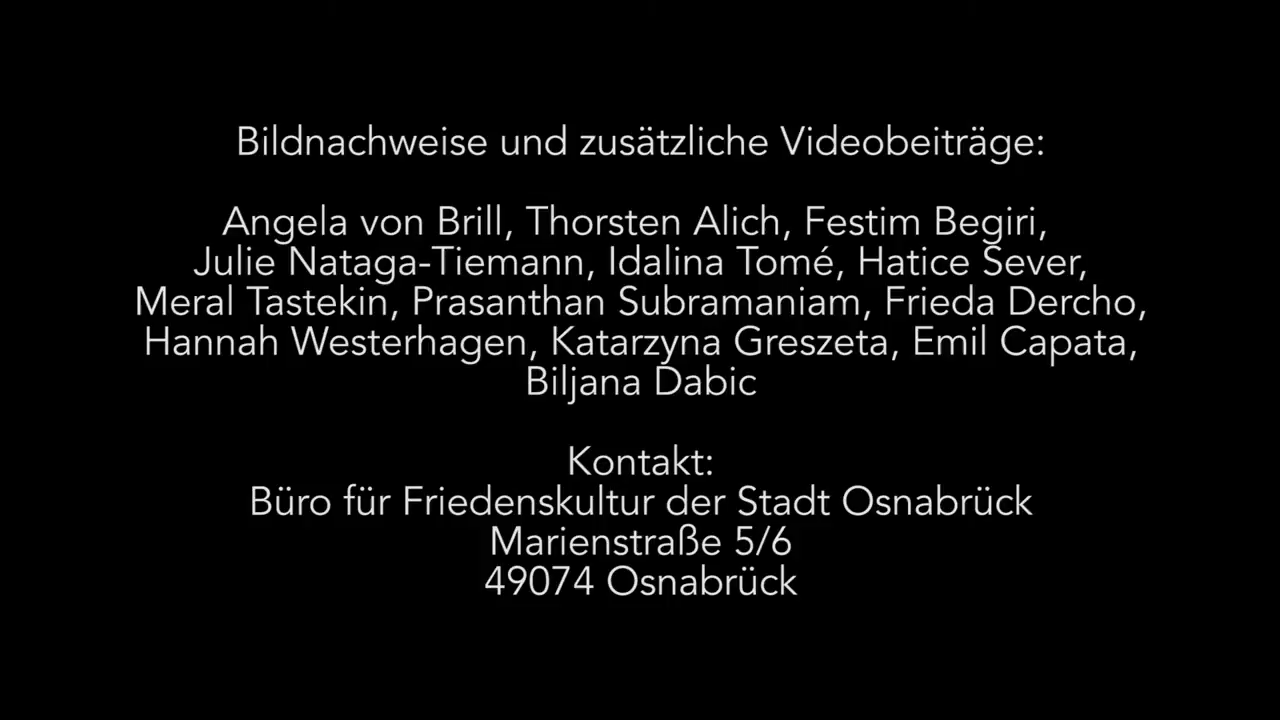 Bildnachweise und zusätzliche Videobeiträge:
Angela von Brill, Thorsten Alich, Festim Begiri,
Julie Nataga-Tiemann, Idalina Tomé, Hatice Sever,
Meral Tastekin, Prasanthan Subramaniam, Frieda Dercho,
Hannah Westerhagen, Katarzyna Greszeta, Emil Capata,
Biljana Dabic
Kontakt:
Büro für Friedenskultur der Stadt Osnabrück
Marienstraße 5/6
49074 Osnabrück